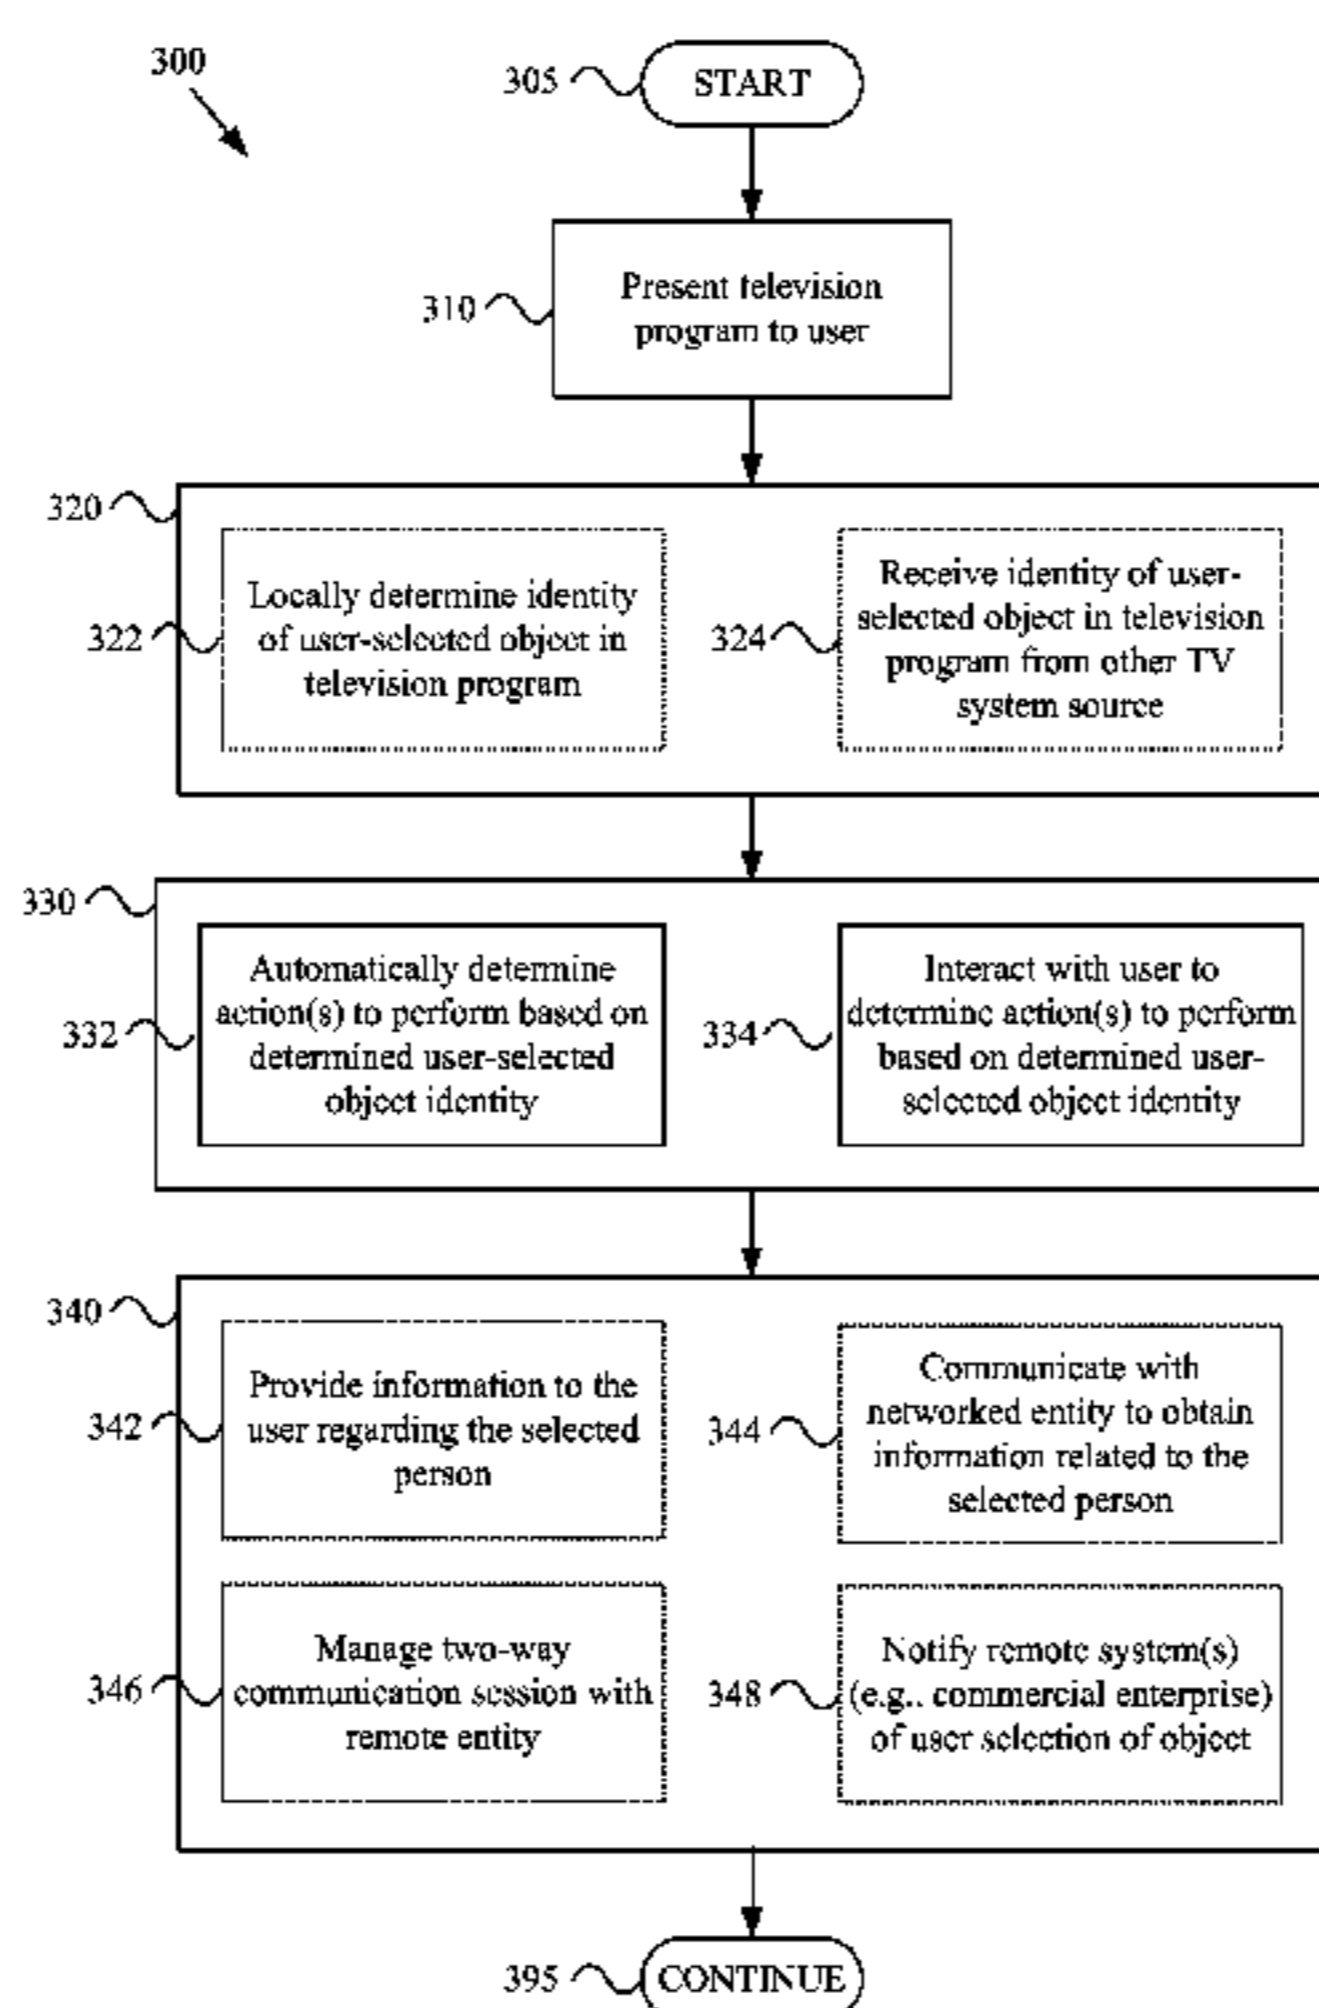 300
305
START
310
Present television
program to user
320
322
Locally determine identity
of user-selected object in
television program
324
Receive identity of user-
selected object in television
program from other TV
system source
330
332
Automatically determine
action(s) to perform based on
determined user-selected
object identity
334
Interact with user to
determine action(s) to perform
based on determined user-
selected object identity
340
342
Provide information to the
user regarding the selected
person
344
Communicate with
networked entity to obtain
information related to the
selected person
346
Manage two-way
communication session with
remote entity
348
Notify remote system(s)
(e.g.. commercial enterprise)
of user selection of object
395
CONTINUE